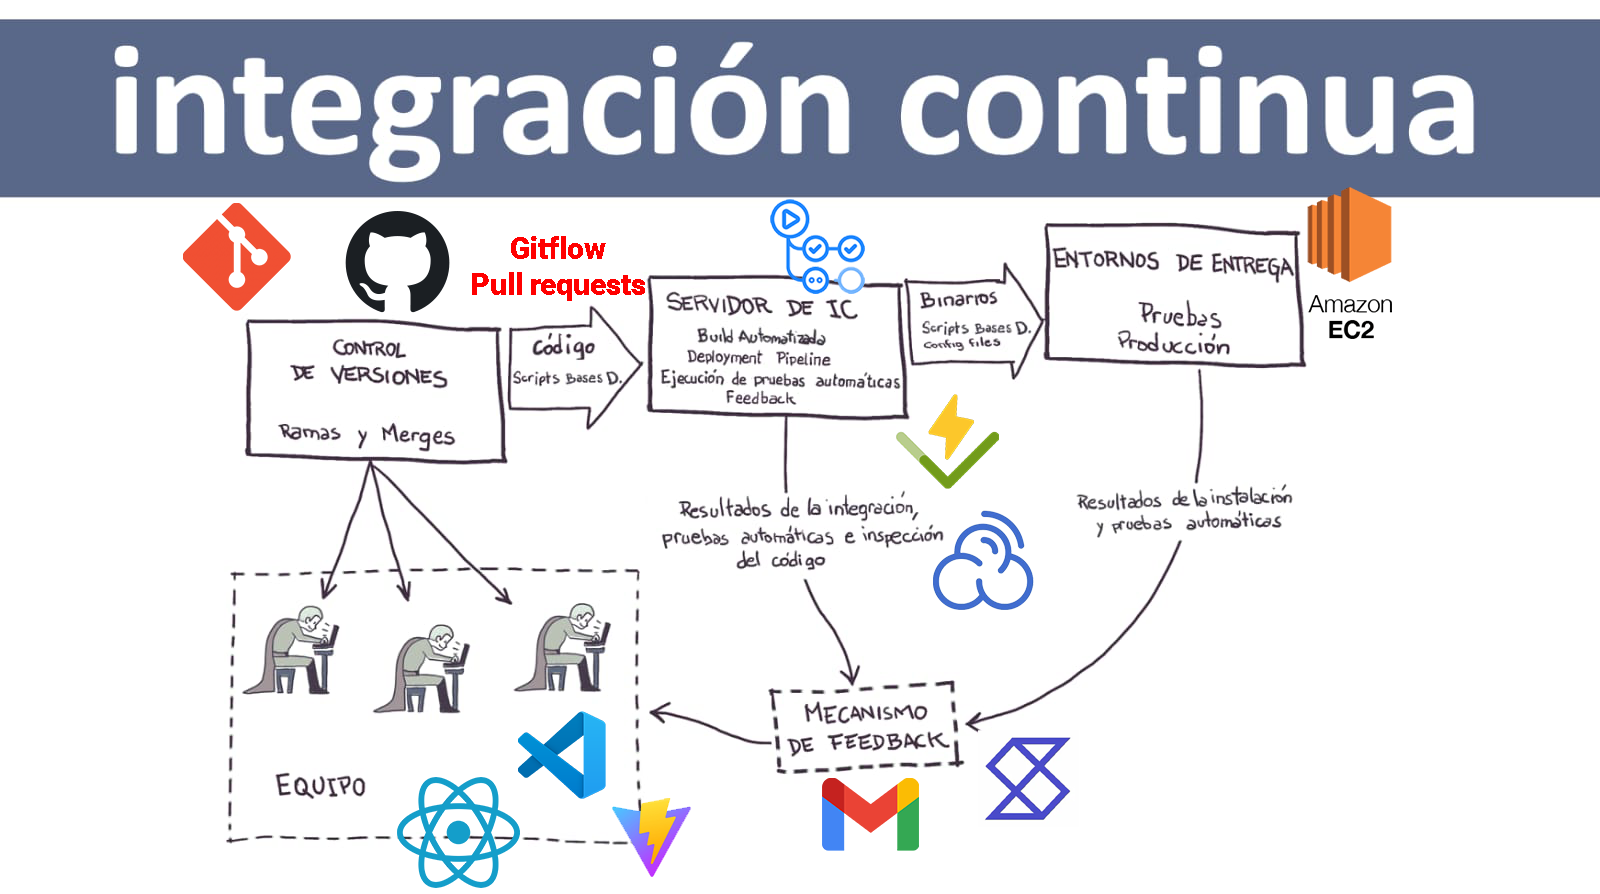 integración continua
Gitflow
Pull requests
CONTROL
DE VERSIONES
Ramas y Merges
Código
Scripts Bases D.
SERVIDOR DE IC
Build Automatizada
Deployment Pipeline
Ejecución de pruebas automáticas
Feedback
Binarios
Scripts Bases D.
Config files
ENTORNOS DE ENTREGA
Pruebas
Producción
Amazon
EC2
Resultados de la integración,
pruebas automáticas e inspección
del código
Resultados de la instalación
y pruebas automáticas
MECANISMO
DE FEEDBACK
EQUIPO